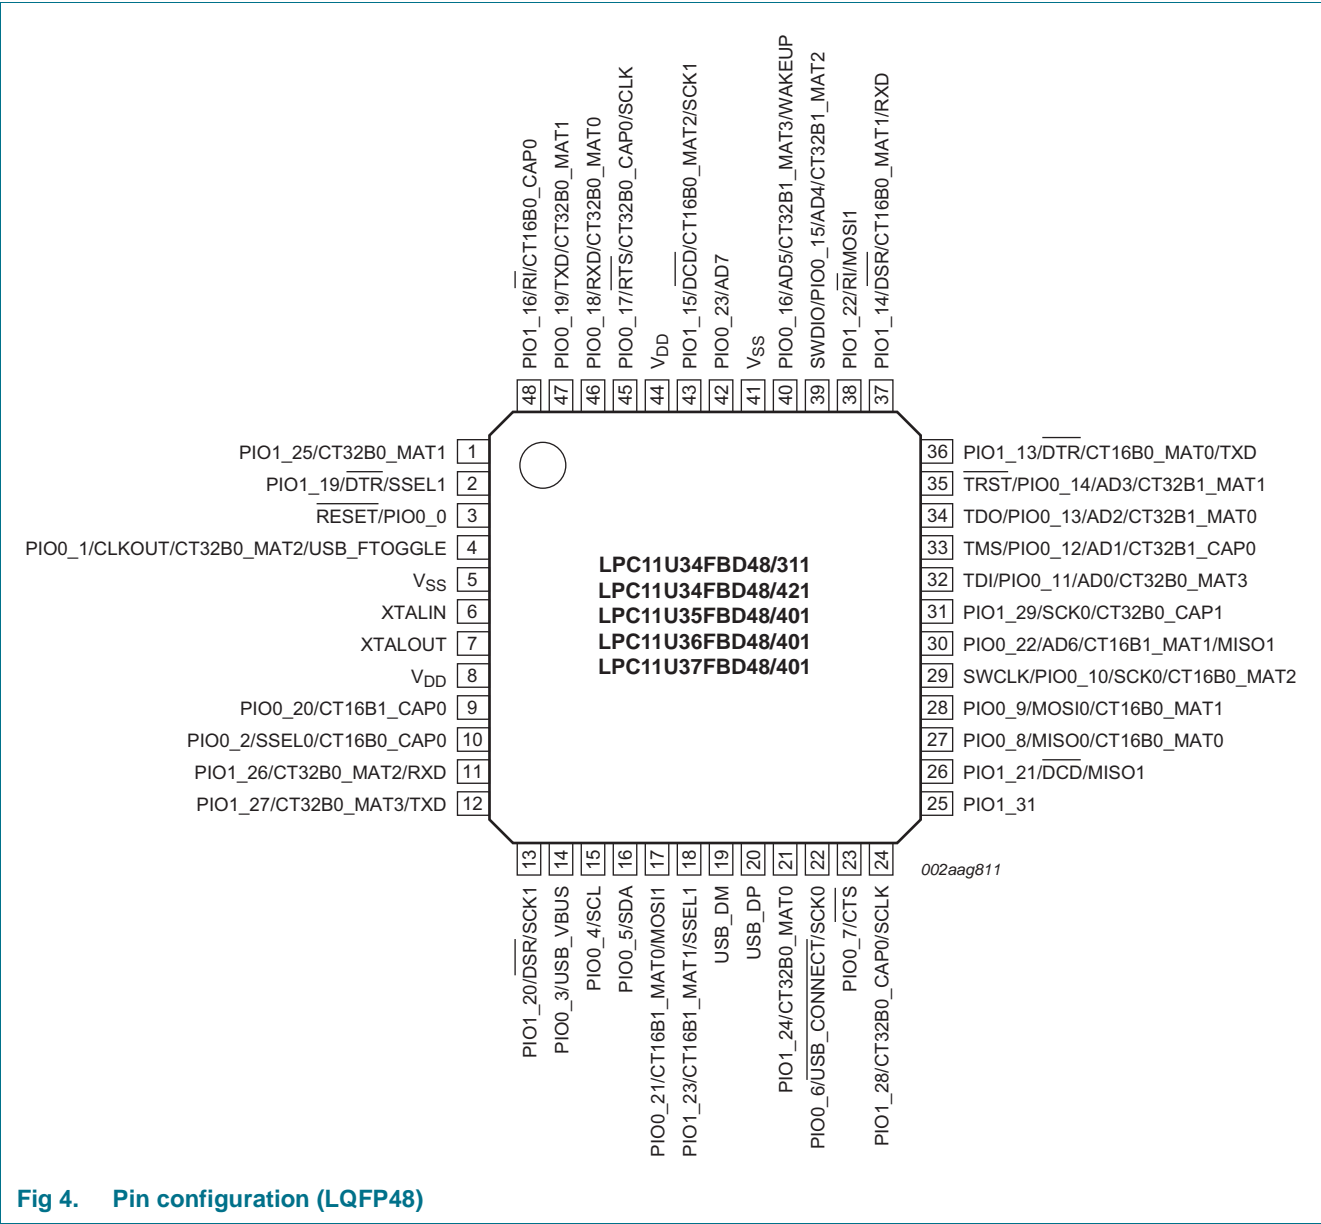 PIO1_16/RI/CT16B0_CAP0
PIO0_19/TXD/CT32B0_MAT1
PIO0_18/RXD/CT32B0_MAT0
PIO0_17/RTS/CT32B0_CAP0/SCLK
VDD
PIO1_15/DCD/CT16B0_MAT2/SCK1
PIO0_23/AD7
VSS
PIO0_16/AD5/CT32B1_MAT3/WAKEUP
SWDIO/PIO0_15/AD4/CT32B1_MAT2
PIO1_22/RI/MOSI1
PIO1_14/DSR/CT16B0_MAT1/RXD
48
47
46
45
44
43
42
41
40
39
38
37
PIO1_25/CT32B0_MAT1 1
PIO1_19/DTR/SSEL1 2
RESET/PIO0_0 3
PIO0_1/CLKOUT/CT32B0_MAT2/USB_FTOGGLE 4
VSS 5
XTALIN 6
XTALOUT 7
VDD 8
PIO0_20/CT16B1_CAP0 9
PIO0_2/SSEL0/CT16B0_CAP0 10
PIO1_26/CT32B0_MAT2/RXD 11
PIO1_27/CT32B0_MAT3/TXD 12
LPC11U34FBD48/311
LPC11U34FBD48/421
LPC11U35FBD48/401
LPC11U36FBD48/401
LPC11U37FBD48/401
36 PIO1_13/DTR/CT16B0_MAT0/TXD
35 TRST/PIO0_14/AD3/CT32B1_MAT1
34 TDO/PIO0_13/AD2/CT32B1_MAT0
33 TMS/PIO0_12/AD1/CT32B1_CAP0
32 TDI/PIO0_11/AD0/CT32B0_MAT3
31 PIO1_29/SCK0/CT32B0_CAP1
30 PIO0_22/AD6/CT16B1_MAT1/MISO1
29 SWCLK/PIO0_10/SCK0/CT16B0_MAT2
28 PIO0_9/MOSI0/CT16B0_MAT1
27 PIO0_8/MISO0/CT16B0_MAT0
26 PIO1_21/DCD/MISO1
25 PIO1_31
13
14
15
16
17
18
19
20
21
22
23
24
PIO1_20/DSR/SCK1
PIO0_3/USB_VBUS
PIO0_4/SCL
PIO0_5/SDA
PIO0_21/CT16B1_MAT0/MOSI1
PIO1_23/CT16B1_MAT1/SSEL1
USB_DM
USB_DP
PIO1_24/CT32B0_MAT0
PIO0_6/USB_CONNECT/SCK0
PIO0_7/CTS
PIO1_28/CT32B0_CAP0/SCLK
002aag811
Fig 4. Pin configuration (LQFP48)